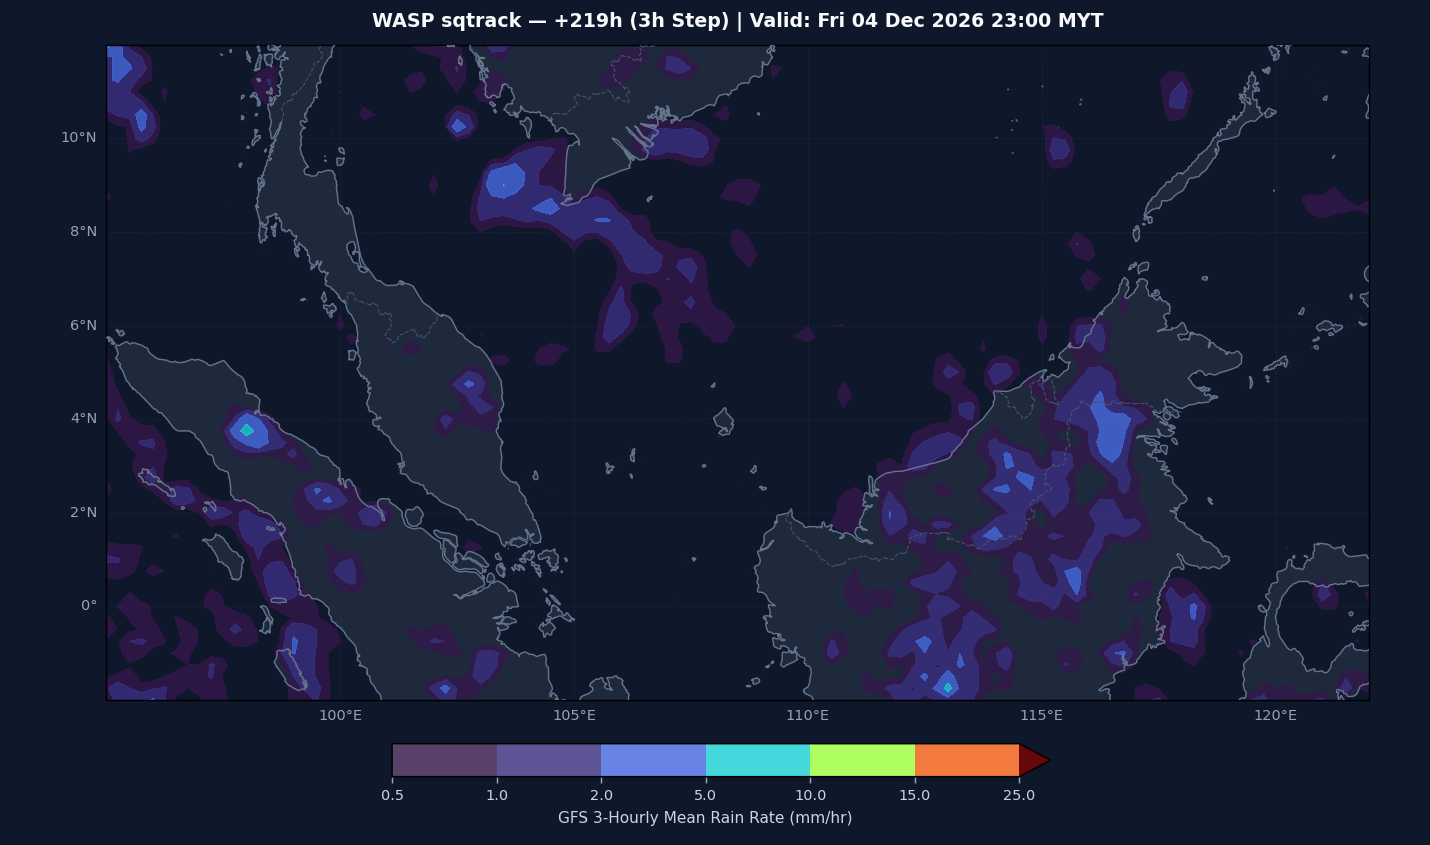 WASP sqtrack — +219h (3h Step) | Valid: Fri 04 Dec 2026 23:00 MYT
10°N
8°N
6°N
4°N
2°N
0°
100°E 105°E 110°E 115°E 120°E
0.5 1.0 2.0 5.0 10.0 15.0 25.0
GFS 3-Hourly Mean Rain Rate (mm/hr)